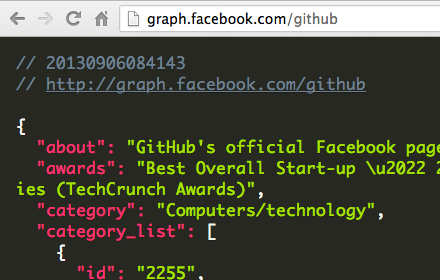 graph.facebook.com/github
// 20130906084143
// http://graph.facebook.com/github
{
"about": "GitHub's official Facebook page
"awards": "Best Overall Start-up \u2022 2
ies (TechCrunch Awards)",
"category": "Computers/technology",
"category_list": [
{
"id": "2255",